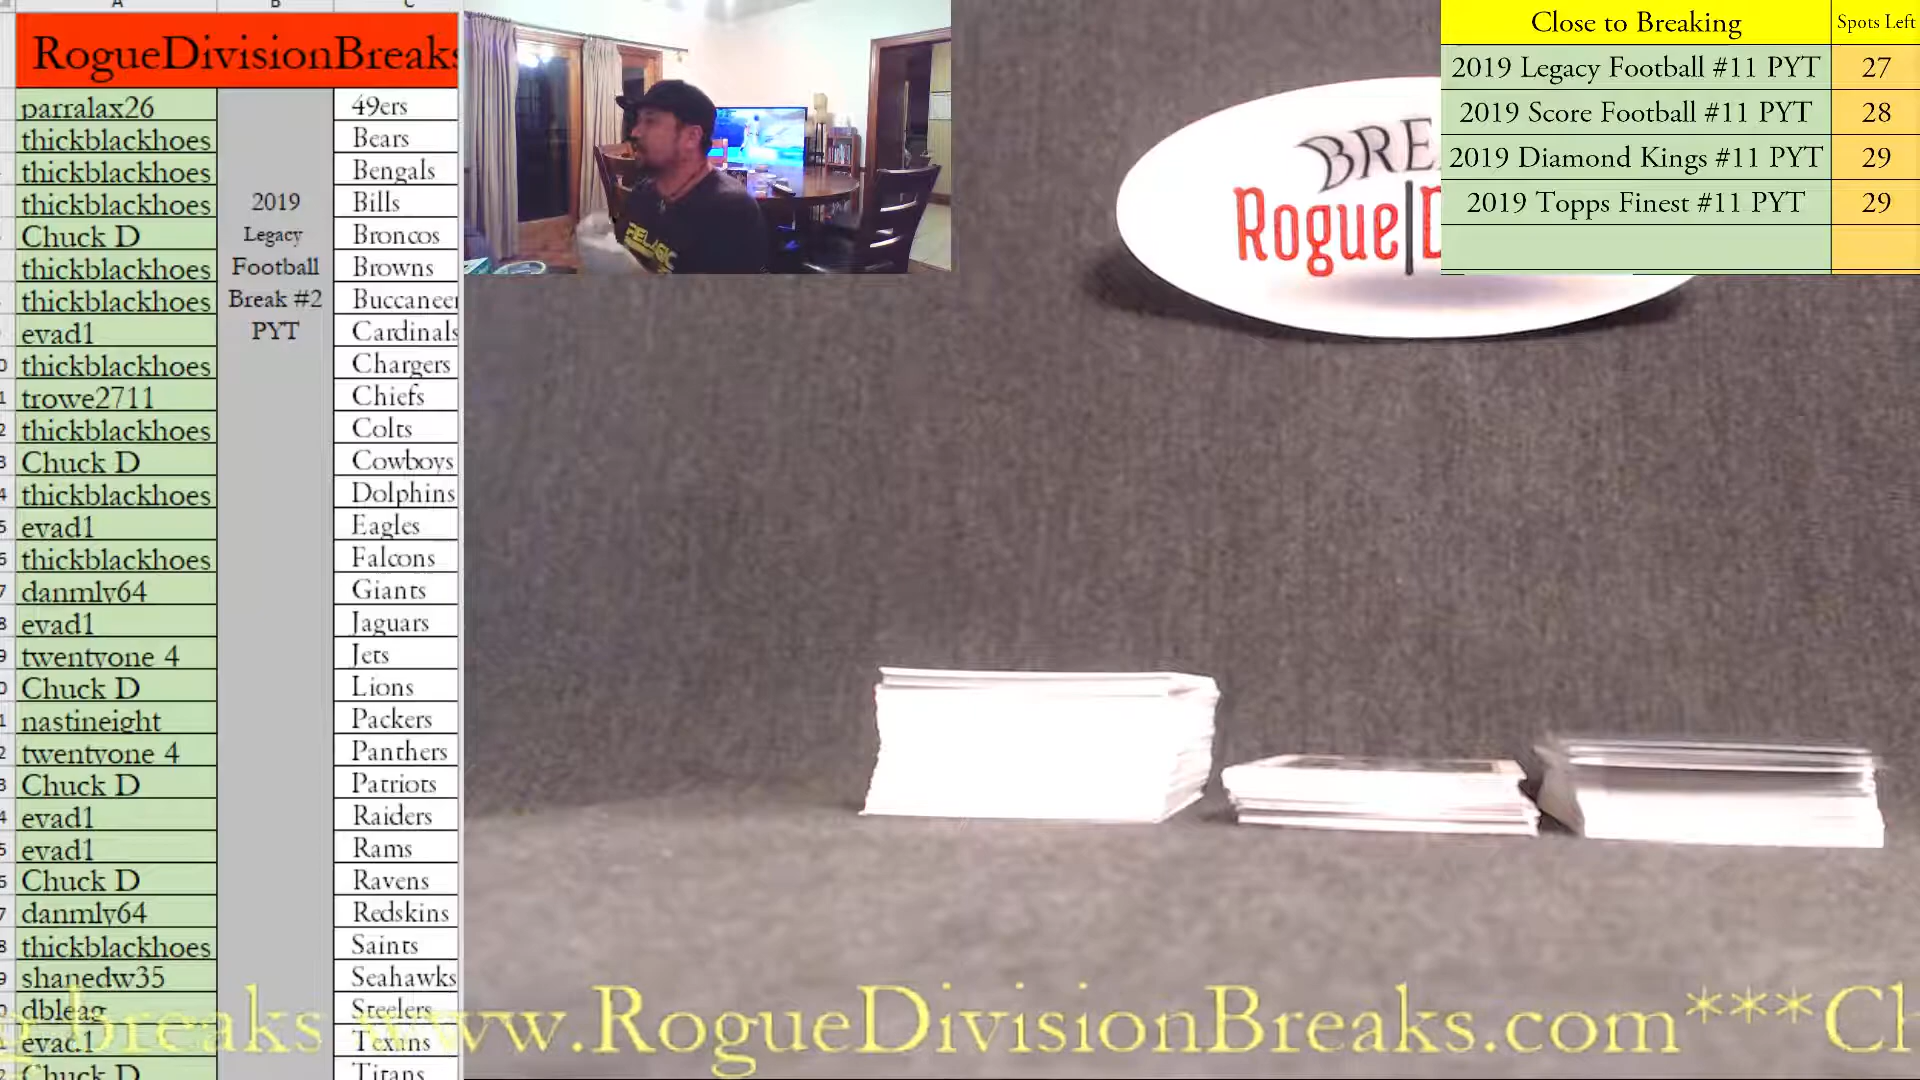 A B C
RogueDivisionBreaks
parralax26 49ers
thickblackhoes Bears
thickblackhoes Bengals
thickblackhoes 2019 Bills
Chuck D Legacy Broncos
thickblackhoes Football Browns
thickblackhoes Break #2 Buccaneer
evad1 PYT Cardinals
thickblackhoes Chargers
trowe2711 Chiefs
thickblackhoes Colts
Chuck D Cowboys
thickblackhoes Dolphins
evad1 Eagles
thickblackhoes Falcons
danmly64 Giants
evad1 Jaguars
twentyone 4 Jets
Chuck D Lions
nastineight Packers
twentyone 4 Panthers
Chuck D Patriots
evad1 Raiders
evad1 Rams
Chuck D Ravens
danmly64 Redskins
thickblackhoes Saints
shanedw35 Seahawks
dbleag Steelers
evad1 Texans
Chuck D Titans
PELAGIC
BRE
Rogue|D
Close to Breaking Spots Left
2019 Legacy Football #11 PYT 27
2019 Score Football #11 PYT 28
2019 Diamond Kings #11 PYT 29
2019 Topps Finest #11 PYT 29
g breaks www.RogueDivisionBreaks.com***Ch